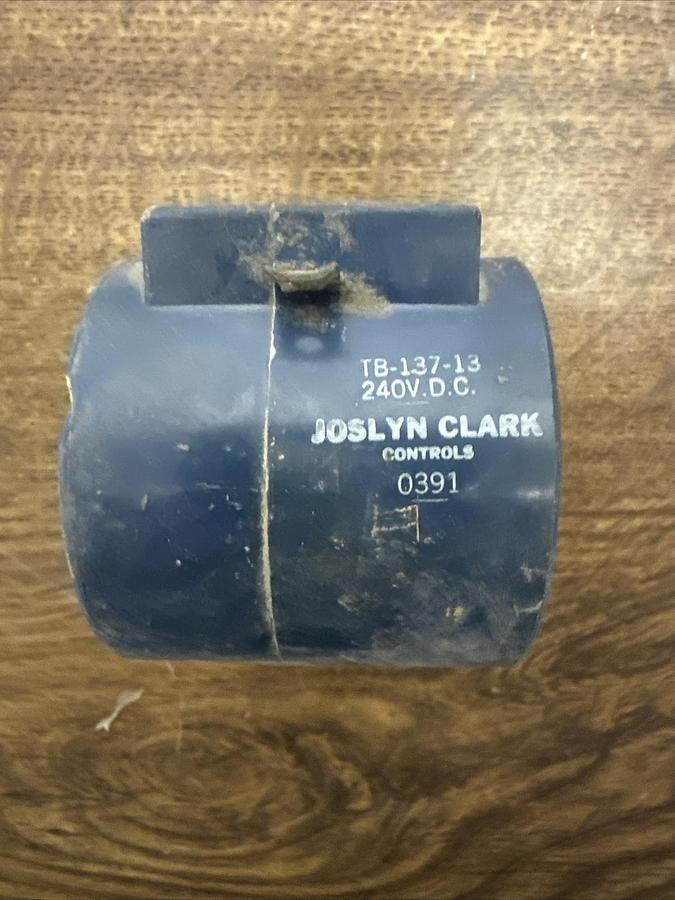 TB-137-13
240V.D.C.
JOSLYN CLARK
CONTROLS
0391